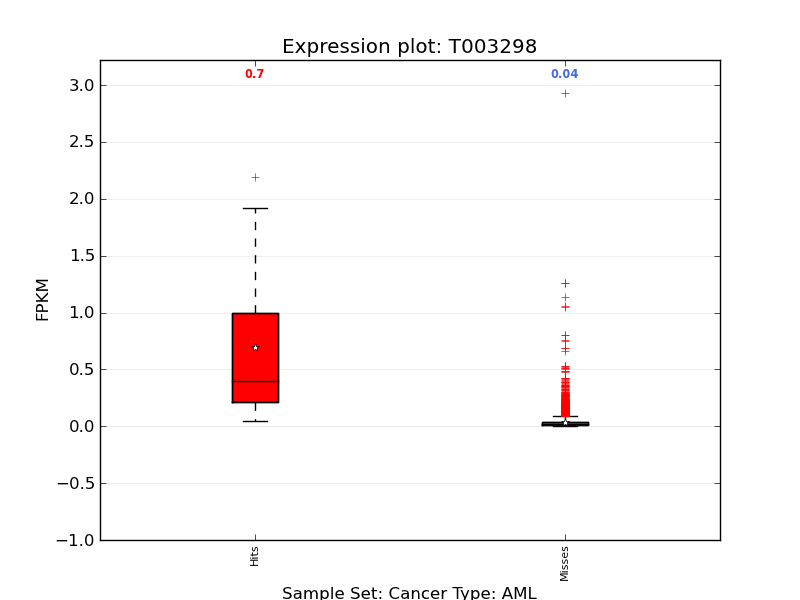 Expression plot: T003298
0.7
0.04
3.0
2.5
2.0
1.5
1.0
0.5
0.0
−0.5
−1.0
FPKM
Hits
Misses
Sample Set: Cancer Type: AML